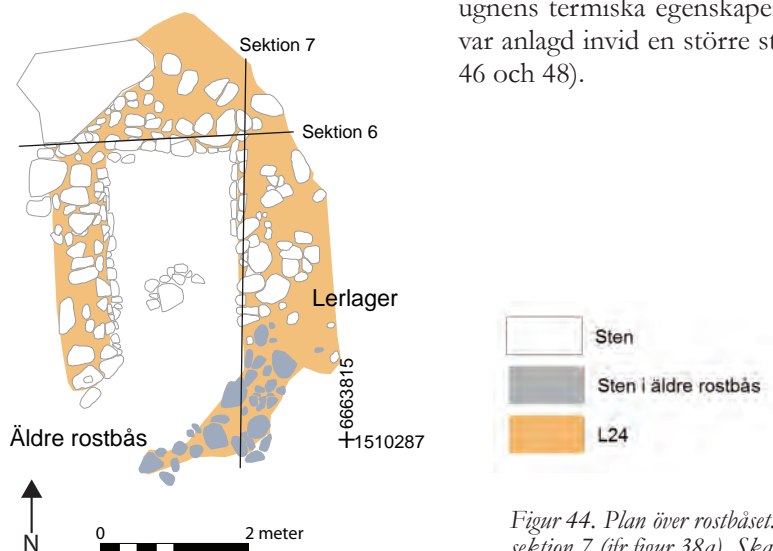 ugnens termiska egenskaper
var anlagd invid en större st
46 och 48).
Sektion 7
Sektion 6
Lerlager
6663815
1510287
Äldre rostbås
N
0 2 meter
Sten
Sten i äldre rostbås
L24
Figur 44. Plan över rostbåset.
sektion 7 (jfr figur 38a). Ska